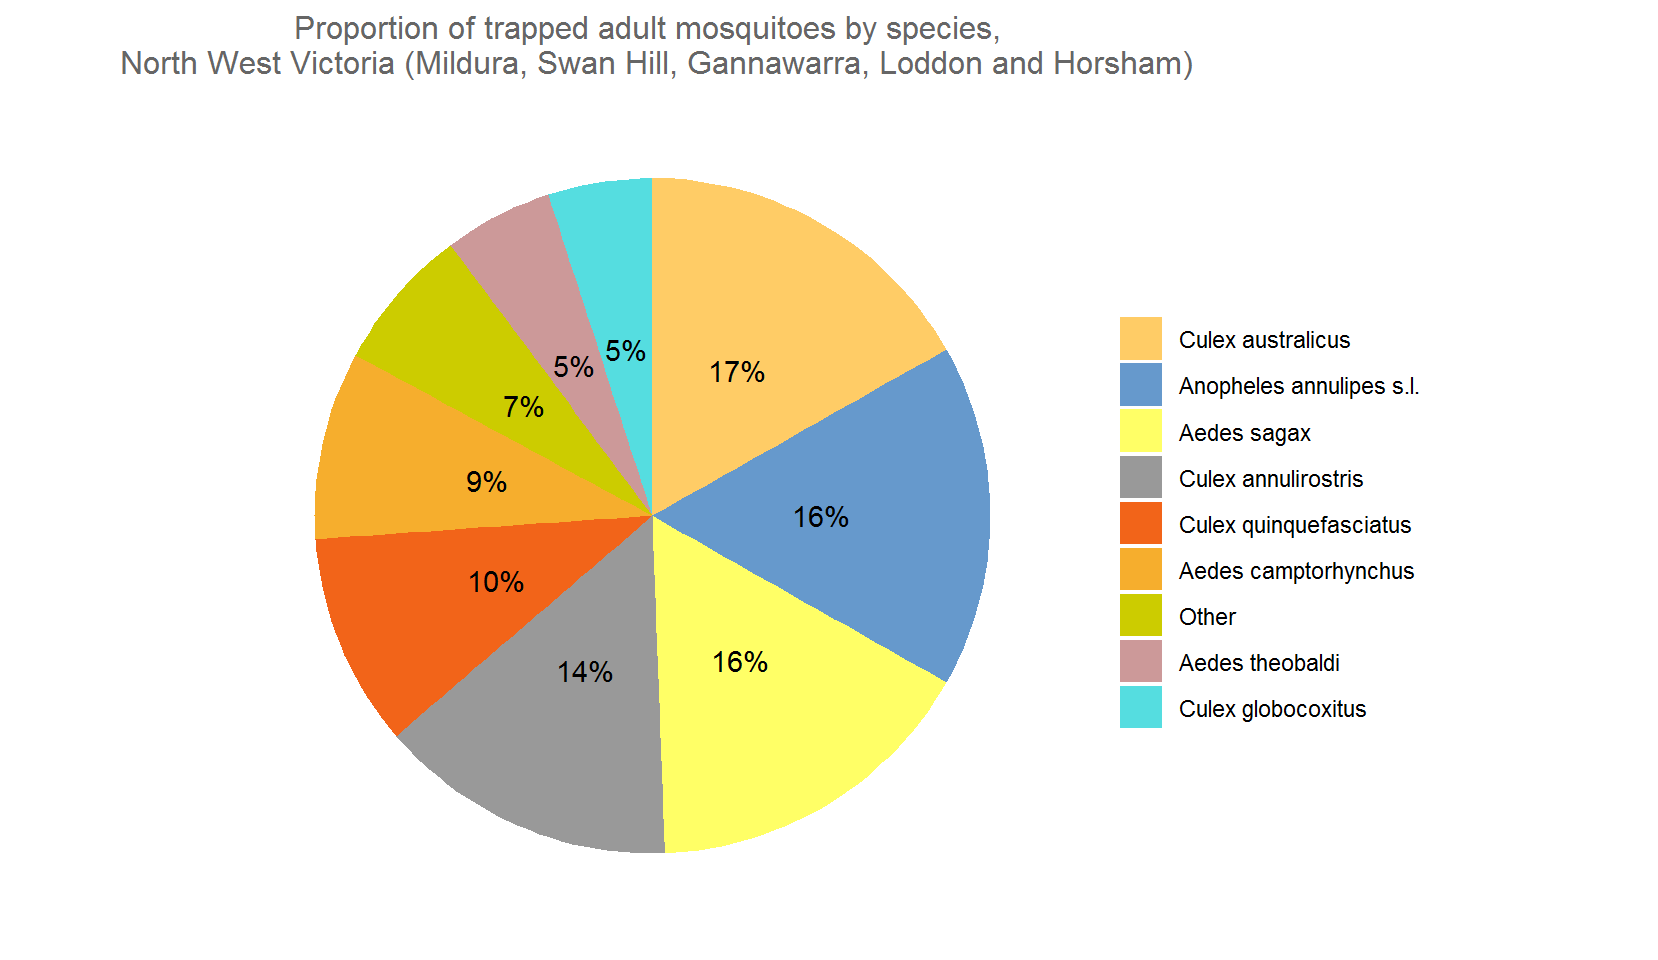 Proportion of trapped adult mosquitoes by species,
North West Victoria (Mildura, Swan Hill, Gannawarra, Loddon and Horsham)
17%
16%
16%
14%
10%
9%
7%
5%
5%
Culex australicus
Anopheles annulipes s.l.
Aedes sagax
Culex annulirostris
Culex quinquefasciatus
Aedes camptorhynchus
Other
Aedes theobaldi
Culex globocoxitus